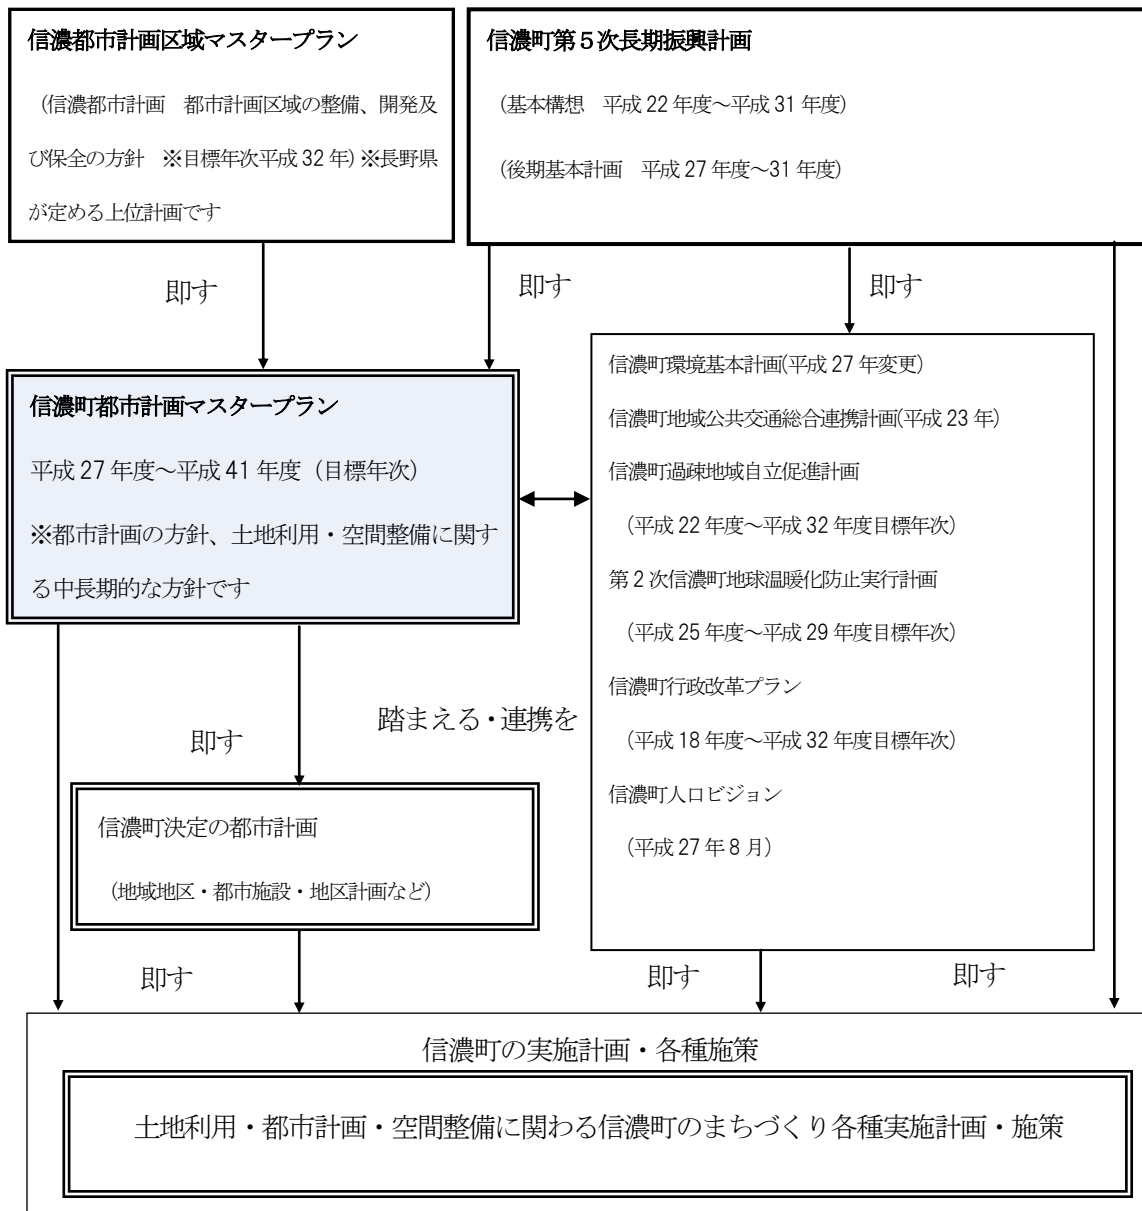 信濃都市計画区域マスタープラン
(信濃都市計画　都市計画区域の整備、開発及
び保全の方針　※目標年次平成 32 年) ※長野県
が定める上位計画です
信濃町第5次長期振興計画
(基本構想　平成 22 年度～平成 31 年度)
(後期基本計画　平成 27 年度～31 年度)
即す
即す
即す
信濃町都市計画マスタープラン
平成 27 年度～平成 41 年度（目標年次）
※都市計画の方針、土地利用・空間整備に関す
る中長期的な方針です
信濃町環境基本計画(平成 27 年変更)
信濃町地域公共交通総合連携計画(平成 23 年)
信濃町過疎地域自立促進計画
（平成 22 年度～平成 32 年度目標年次）
第2次信濃町地球温暖化防止実行計画
（平成 25 年度～平成 29 年度目標年次）
信濃町行政改革プラン
（平成 18 年度～平成 32 年度目標年次）
信濃町人口ビジョン
（平成 27 年 8 月）
踏まえる・連携を
即す
信濃町決定の都市計画
（地域地区・都市施設・地区計画など）
即す
即す
即す
信濃町の実施計画・各種施策
土地利用・都市計画・空間整備に関わる信濃町のまちづくり各種実施計画・施策